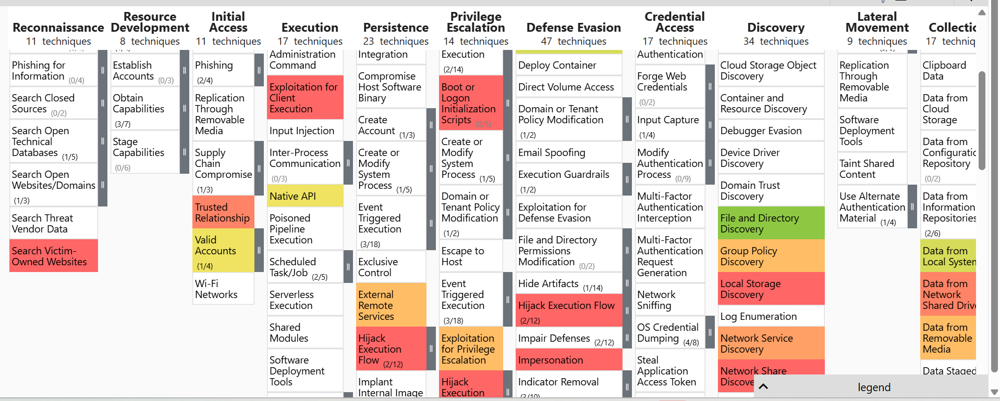 Reconnaissance
11 techniques
Phishing for
Information (0/4)
Search Closed
Sources (0/2)
Search Open
Technical
Databases (1/5)
Search Open
Websites/Domains
(1/3)
Search Threat
Vendor Data
Search Victim-
Owned Websites
Resource
Development
8 techniques
Establish
Accounts (0/3)
Obtain
Capabilities
(3/7)
Stage
Capabilities
(0/6)
Initial
Access
11 techniques
Phishing
(2/4)
Replication
Through
Removable
Media
Supply
Chain
Compromise
(1/3)
Trusted
Relationship
Valid
Accounts
(1/4)
Wi-Fi
Networks
Execution
17 techniques
Administration
Command
Exploitation for
Client
Execution
Input Injection
Inter-Process
Communication
(0/3)
Native API
Poisoned
Pipeline
Execution
Scheduled
Task/Job (2/5)
Serverless
Execution
Shared
Modules
Software
Deployment
Tools
Persistence
23 techniques
Integration
Compromise
Host Software
Binary
Create
Account (1/3)
Create or
Modify
System
Process (1/5)
Event
Triggered
Execution
(3/18)
Exclusive
Control
External
Remote
Services
Hijack
Execution
Flow (2/12)
Implant
Internal Image
Privilege
Escalation
14 techniques
Execution
(2/14)
Boot or
Logon
Initialization
Scripts (0/5)
Create or
Modify
System
Process (1/5)
Domain or
Tenant Policy
Modification
(1/2)
Escape to
Host
Event
Triggered
Execution
(3/18)
Exploitation
for Privilege
Escalation
Hijack
Execution
Defense Evasion
47 techniques
Deploy Container
Direct Volume Access
Domain or Tenant
Policy Modification
(1/2)
Email Spoofing
Execution Guardrails
(1/2)
Exploitation for
Defense Evasion
File and Directory
Permissions
Modification (0/2)
Hide Artifacts (1/14)
Hijack Execution Flow
(2/12)
Impair Defenses (2/12)
Impersonation
Indicator Removal
(3/10)
Credential
Access
17 techniques
Authentication
Forge Web
Credentials
(0/2)
Input Capture
(1/4)
Modify
Authentication
Process (0/9)
Multi-Factor
Authentication
Interception
Multi-Factor
Authentication
Request
Generation
Network
Sniffing
OS Credential
Dumping (4/8)
Steal
Application
Access Token
Discovery
34 techniques
Cloud Storage Object
Discovery
Container and
Resource Discovery
Debugger Evasion
Device Driver
Discovery
Domain Trust
Discovery
File and Directory
Discovery
Group Policy
Discovery
Local Storage
Discovery
Log Enumeration
Network Service
Discovery
Network Share
Discove
Lateral
Movement
9 techniques
Replication
Through
Removable
Media
Software
Deployment
Tools
Taint Shared
Content
Use Alternate
Authentication
Material (1/4)
Collectic
17 techniq
Clipboard
Data
Data from
Cloud
Storage
Data from
Configuratic
Repository
(0/2)
Data from
Information
Repositories
(2/6)
Data from
Local System
Data from
Network
Shared Drive
Data from
Removable
Media
Data Staged
legend